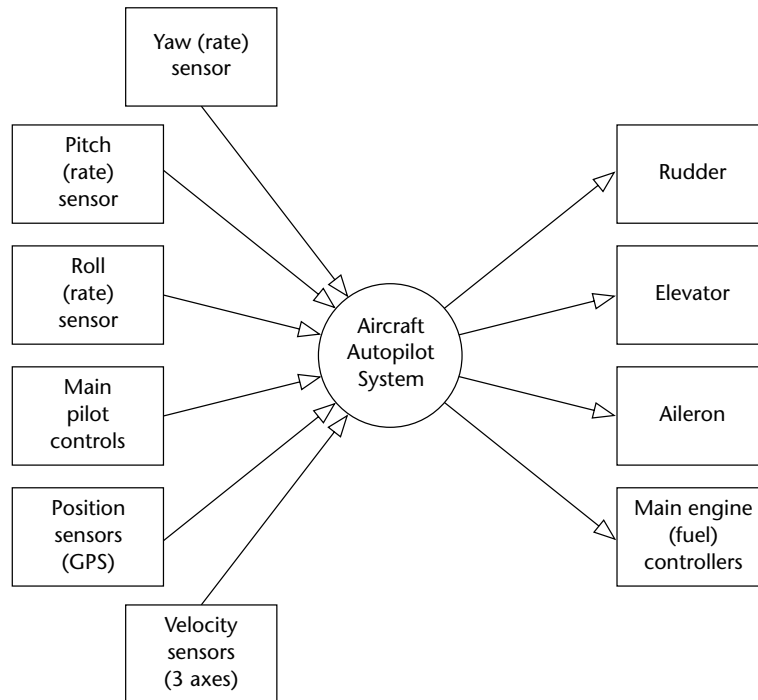 Yaw (rate)
sensor
Pitch
(rate)
sensor
Roll
(rate)
sensor
Main
pilot
controls
Position
sensors
(GPS)
Velocity
sensors
(3 axes)
Aircraft
Autopilot
System
Rudder
Elevator
Aileron
Main engine
(fuel)
controllers